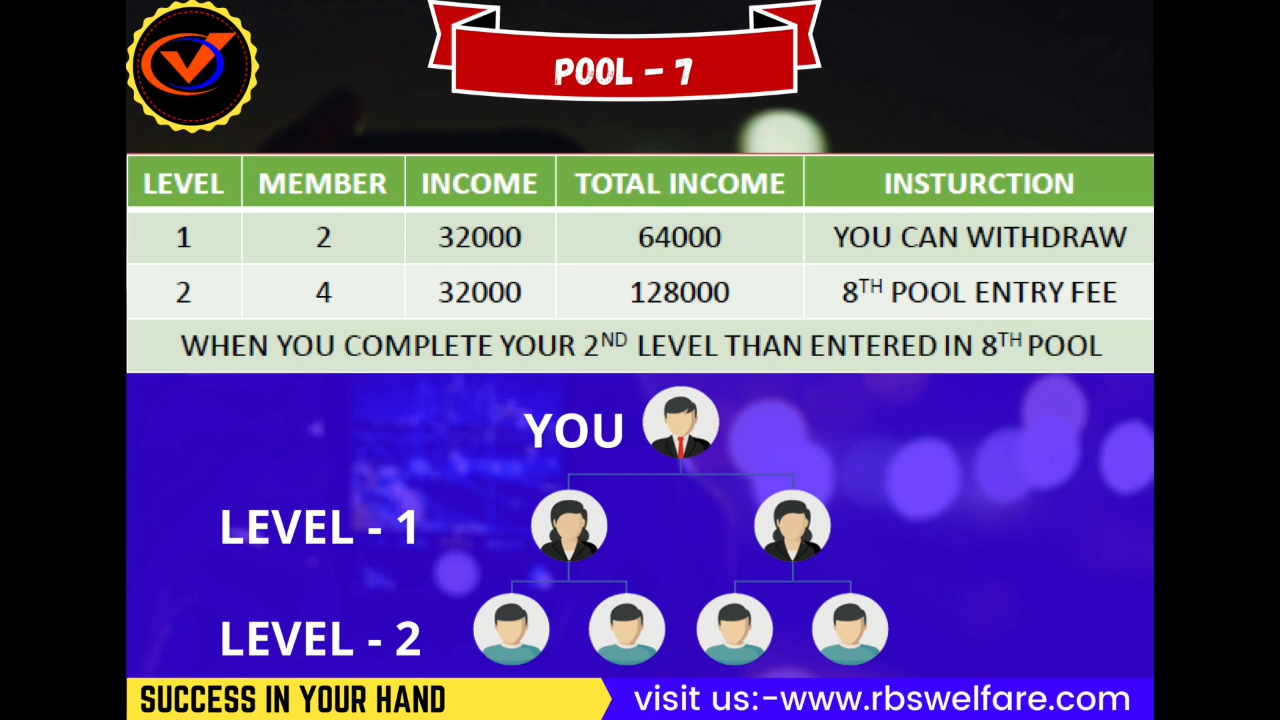 POOL - 7
LEVEL MEMBER INCOME TOTAL INCOME INSTURCTION
1 2 32000 64000 YOU CAN WITHDRAW
2 4 32000 128000 8TH POOL ENTRY FEE
WHEN YOU COMPLETE YOUR 2ND LEVEL THAN ENTERED IN 8TH POOL
YOU
LEVEL - 1
LEVEL - 2
SUCCESS IN YOUR HAND visit us:-www.rbswelfare.com